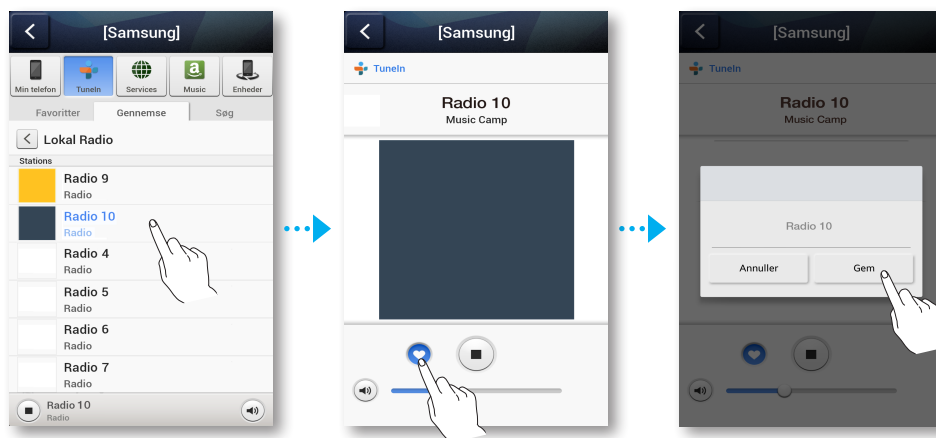 [Samsung]
Min telefon
TuneIn
Services
a
Music
Enheder
Favoritter
Gennemse
Søg
Lokal Radio
Stations
Radio 9
Radio
Radio 10
Radio
Radio 4
Radio
Radio 5
Radio
Radio 6
Radio
Radio 7
Radio
Radio 10
Radio
[Samsung]
TuneIn
Radio 10
Music Camp
[Samsung]
TuneIn
Radio 10
Music Camp
Radio 10
Annuller
Gem